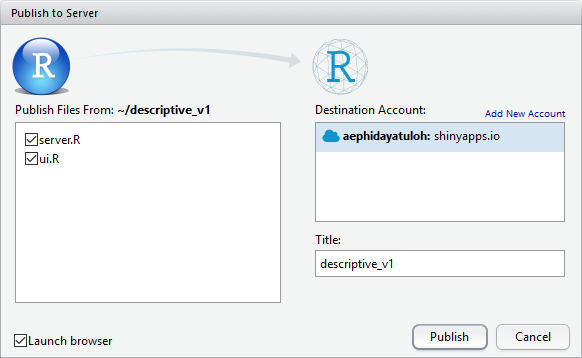 Publish to Server
R
R
Publish Files From: ~/descriptive_v1
server.R
ui.R
Destination Account:
Add New Account
aephidayatuloh: shinyapps.io
Title:
descriptive_v1
Launch browser
Publish
Cancel